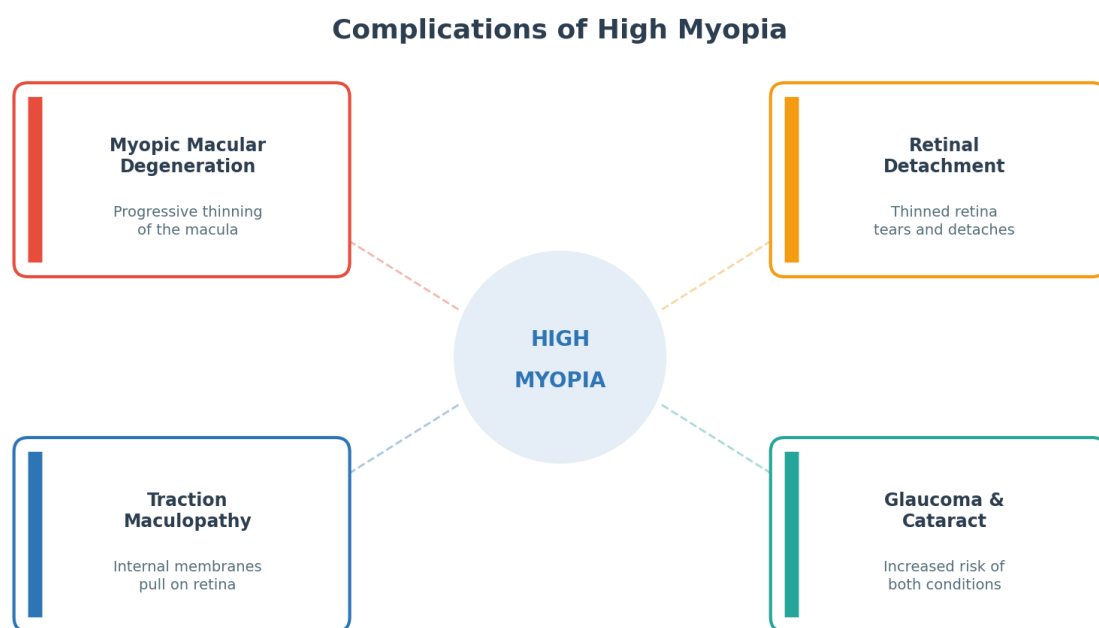 Complications of High Myopia
Myopic Macular
Degeneration
Progressive thinning
of the macula
Retinal
Detachment
Thinned retina
tears and detaches
HIGH
MYOPIA
Traction
Maculopathy
Internal membranes
pull on retina
Glaucoma &
Cataract
Increased risk of
both conditions